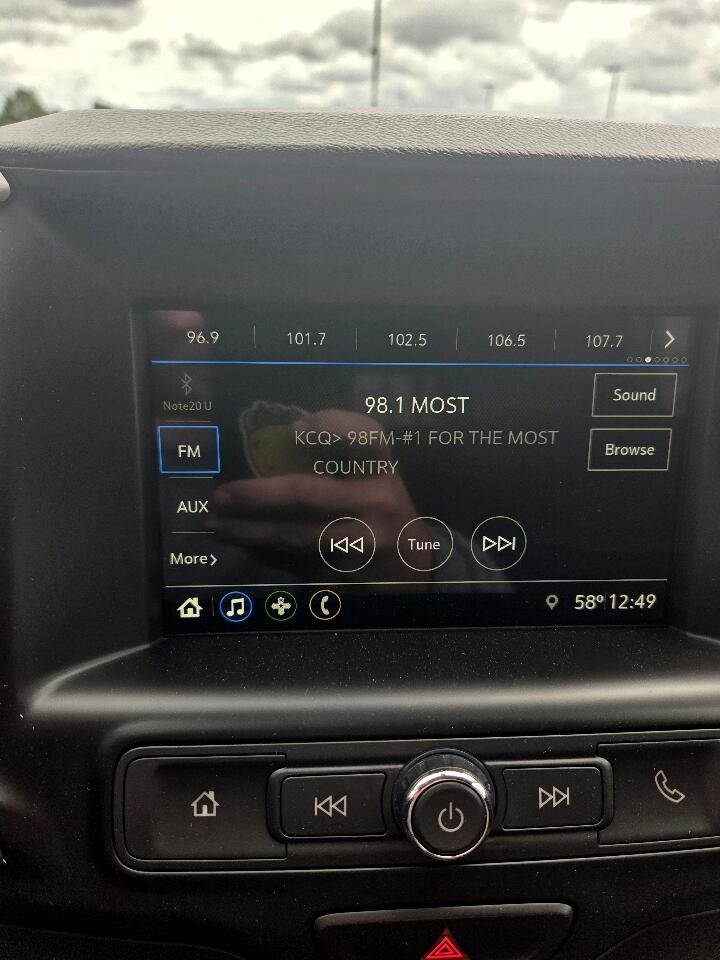 96.9 101.7 102.5 106.5 107.7
Note20 U
98.1 MOST
Sound
KCQ> 98FM-#1 FOR THE MOST
COUNTRY
FM
Browse
AUX
Tune
More
58° 12:49